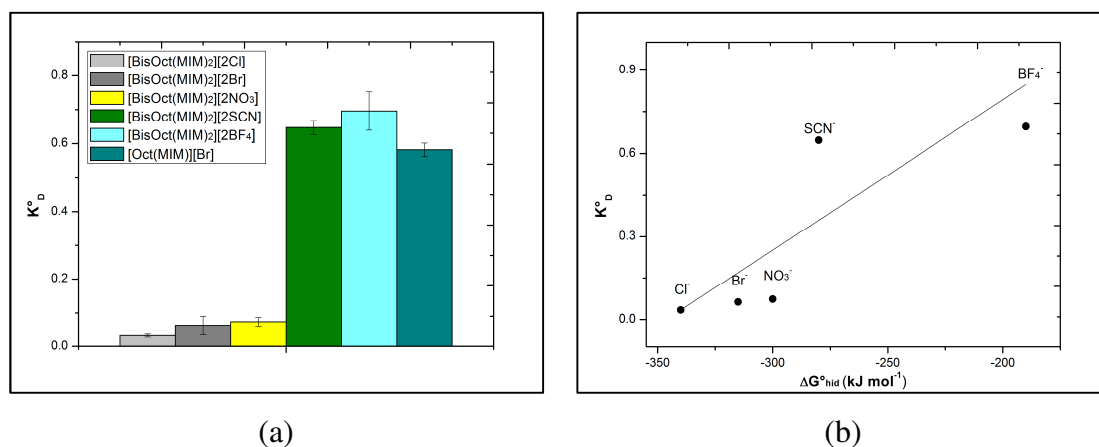 0.8
0.6
0.4
0.2
0.0
K°D
[BisOct(MIM)₂][2Cl]
[BisOct(MIM)₂][2Br]
[BisOct(MIM)₂][2NO₃]
[BisOct(MIM)₂][2SCN]
[BisOct(MIM)₂][2BF₄]
[Oct(MIM)][Br]
(a)
0.9
0.6
0.3
0.0
K°D
BF₄⁻
SCN⁻
Cl⁻
Br⁻
NO₃⁻
-350 -300 -250 -200
ΔG°hid (kJ mol⁻¹)
(b)